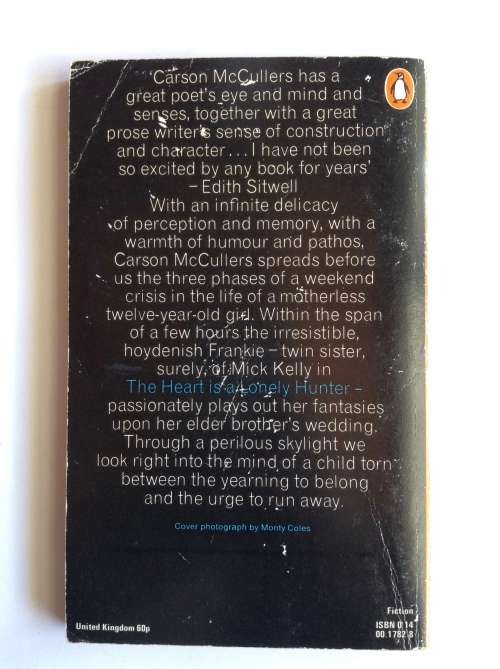 'Carson McCullers has a
great poet's eye and mind and
senses, together with a great
prose writer's sense of construction
and character...I have not been
so excited by any book for years'
– Edith Sitwell
With an infinite delicacy
of perception and memory, with a
warmth of humour and pathos,
Carson McCullers spreads before
us the three phases of a weekend
crisis in the life of a motherless
twelve-year-old girl. Within the span
of a few hours the irresistible,
hoydenish Frankie – twin sister,
surely, of Mick Kelly in
The Heart is a Lonely Hunter –
passionately plays out her fantasies
upon her elder brother's wedding.
Through a perilous skylight we
look right into the mind of a child torn
between the yearning to belong
and the urge to run away.
Cover photograph by Monty Coles
Fiction
United Kingdom 60p
ISBN 0 14
00.1782 8